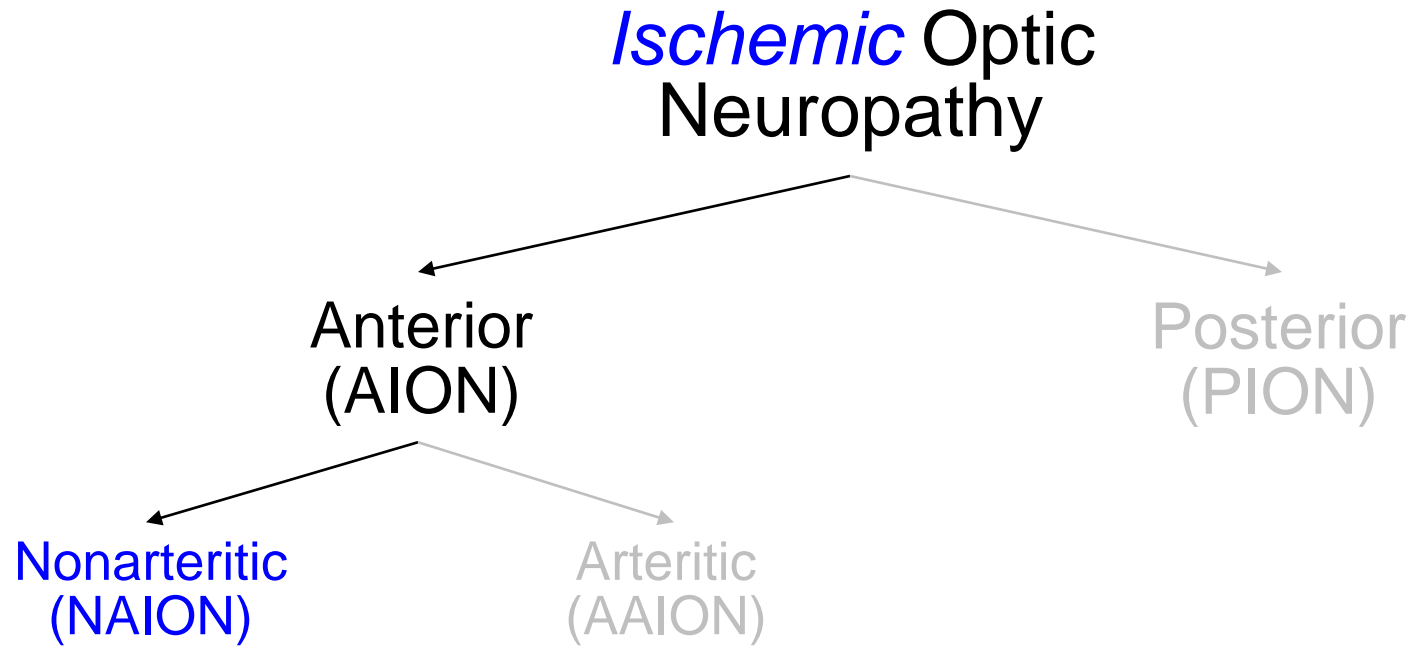 Ischemic Optic
Neuropathy
Anterior
(AION)
Posterior
(PION)
Nonarteritic
(NAION)
Arteritic
(AAION)